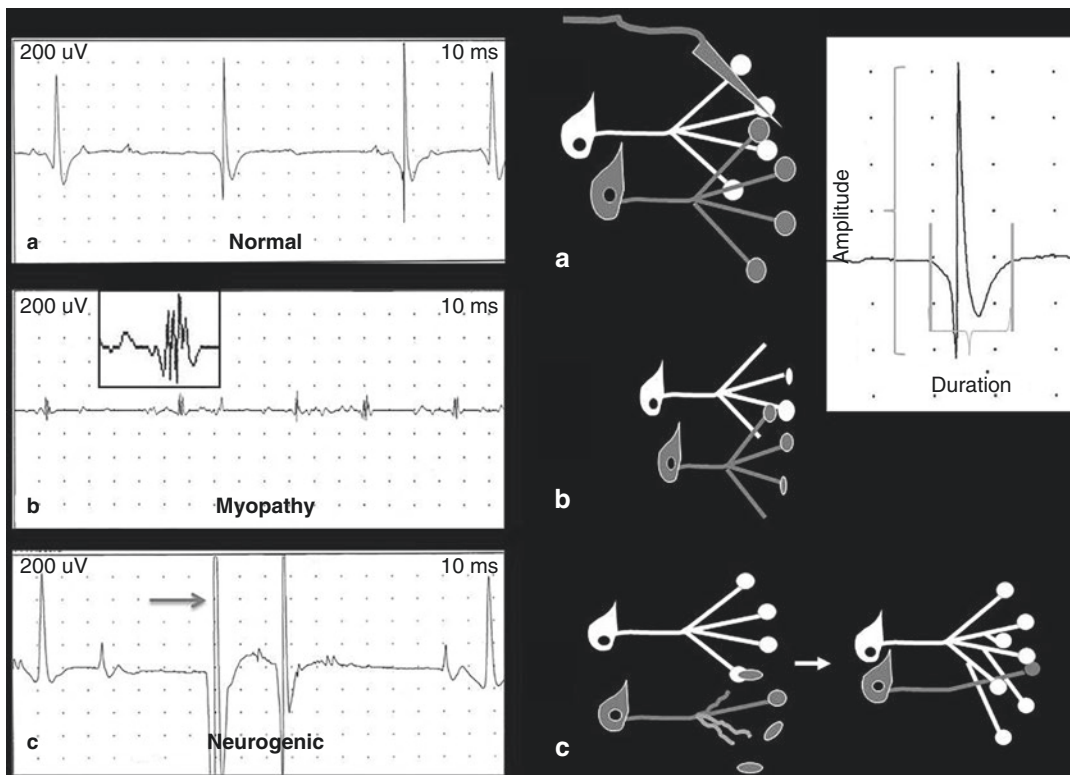 200 uV
10 ms
a
Normal
200 uV
10 ms
b
Myopathy
200 uV
10 ms
c
Neurogenic
a
b
c
Amplitude
Duration